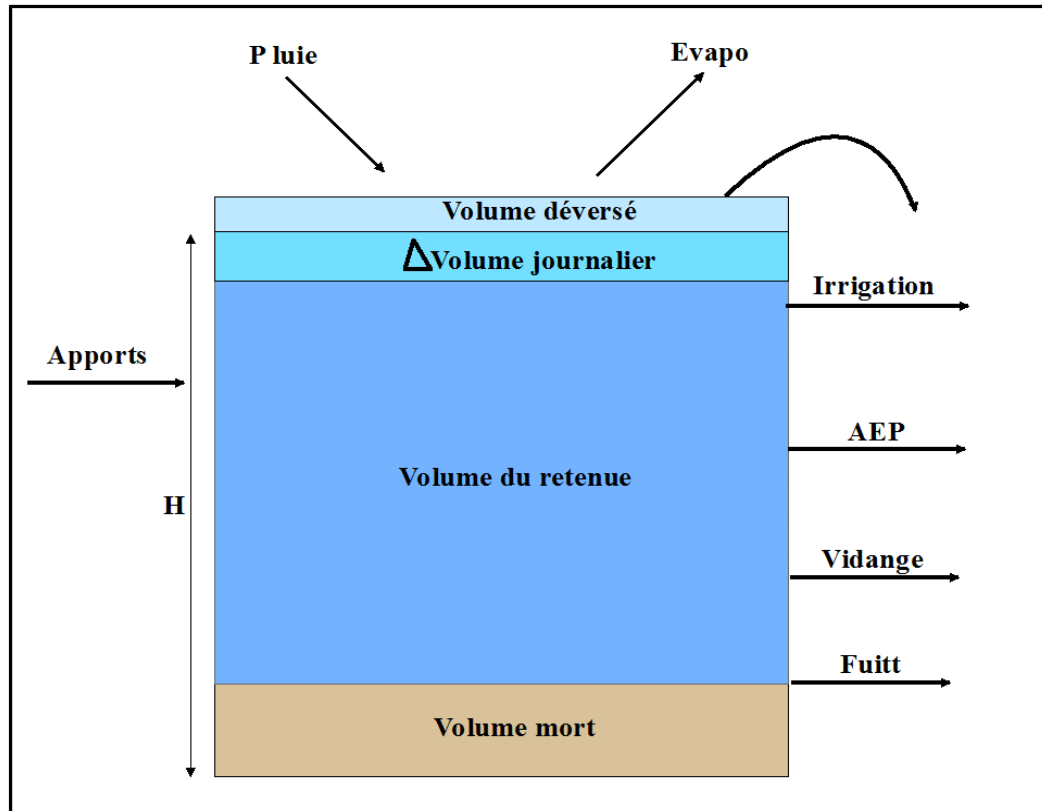 P luie
Evapo
Volume déversé
ΔVolume journalier
Irrigation
Apports
AEP
Volume du retenue
H
Vidange
Fuitt
Volume mort